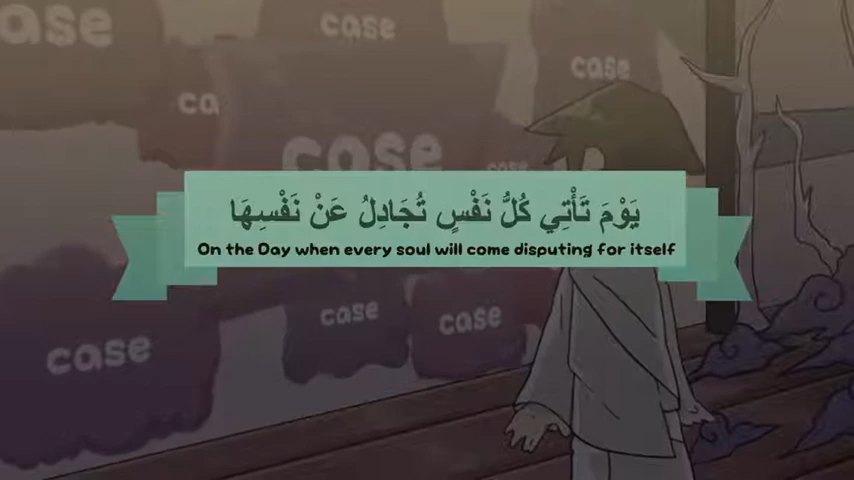 ase
case
case
ca
case
case
يَوْمَ تَأْتِي كُلُّ نَفْسٍ تُجَادِلُ عَنْ نَفْسِهَا
On the Day when every soul will come disputing for itself
case
case
case